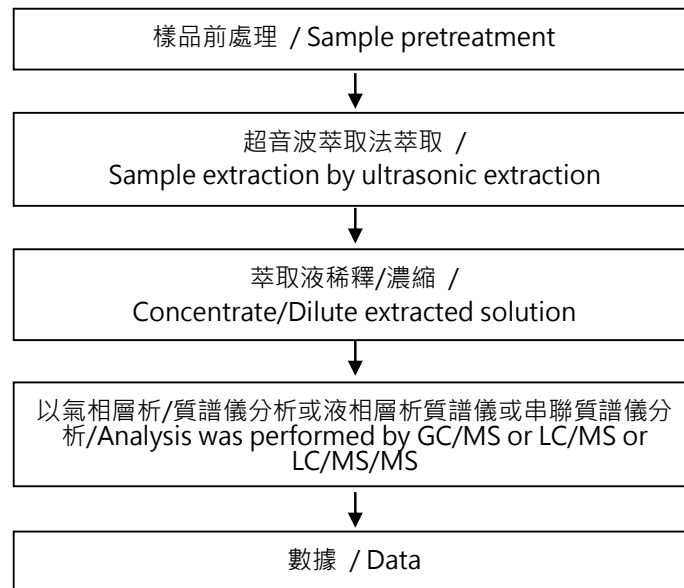 樣品前處理 / Sample pretreatment
超音波萃取法萃取 /
Sample extraction by ultrasonic extraction
萃取液稀釋/濃縮 /
Concentrate/Dilute extracted solution
以氣相層析/質譜儀分析或液相層析質譜儀或串聯質譜儀分
析/Analysis was performed by GC/MS or LC/MS or
LC/MS/MS
數據 / Data